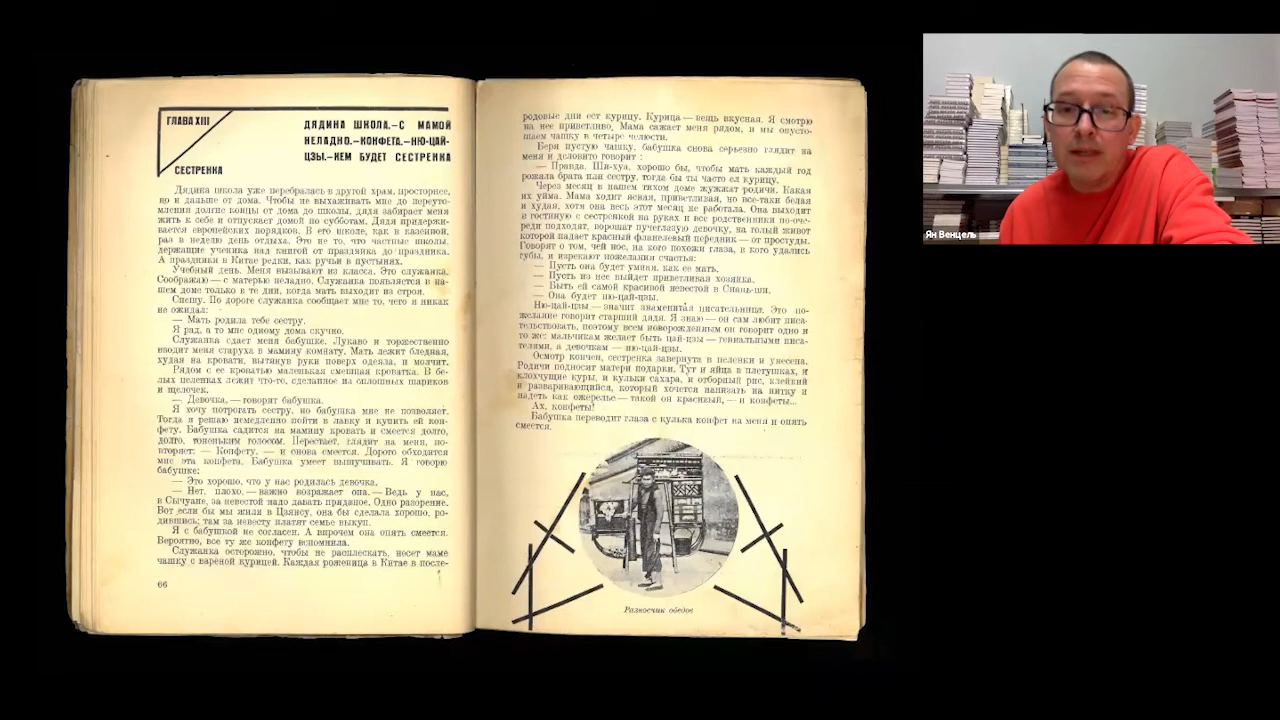 ГЛАВА XIII
ДЯДИНА ШКОЛА.—С МАМОЙ
НЕЛАДНО.—КОНФЕТА.—НЮ-ЦАЙ-
ЦЗЫ.—КЕМ БУДЕТ СЕСТРЕНКА
СЕСТРЕНКА
Дядина школа уже перебралась в другой храм, просторнее,
но и дальше от дома. Чтобы не выхаживать мне до переуто-
мления долгие концы от дома до школы, дядя забирает меня
жить к себе и отпускает домой по субботам. Дядя придержи-
вается европейских порядков. В его школе, как в казенной,
раз в неделю день отдыха. Это не то, что частные школы,
держащие ученика над книгой от праздника до праздника.
А праздники в Китае редки, как ручьи в пустынях.
Учебный день. Меня вызывают из класса. Это служанка.
Соображаю — с матерью неладно. Служанка появляется в на-
шем доме только в те дни, когда мать выходит из строя.
Спешу. По дороге служанка сообщает мне то, чего я никак
не ожидал:
— Мать родила тебе сестру.
Я рад, а то мне одному дома скучно.
Служанка сдает меня бабушке. Лукаво и торжественно
вводит меня старуха в мамину комнату. Мать лежит бледная,
худая на кровати, вытянув руки поверх одеяла, и молчит.
Рядом с ее кроватью маленькая смешная кроватка. В бе-
лых пеленках лежит что-то, сделанное из сплошных шариков
и щелочек.
— Девочка, — говорит бабушка.
Я хочу потрогать сестру, но бабушка мне не позволяет.
Тогда я решаю немедленно пойти в лавку и купить ей кон-
фету. Бабушка садится на мамину кровать и смеется долго,
долго, тоненьким голосом. Перестает, глядит на меня, по-
вторяет: — Конфету, — и снова смеется. Дорого обходится
мне эта конфета. Бабушка умеет вышучивать. Я говорю
бабушке:
— Это хорошо, что у нас родилась девочка.
— Нет, плохо, — важно возражает она. — Ведь у нас,
в Сычуане, за невестой надо давать приданое. Одно разорение.
Вот если бы мы жили в Цзянсу, она бы сделала хорошо, ро-
дившись; там за невесту платят семье выкуп.
Я с бабушкой не согласен. А впрочем она опять смеется.
Вероятно, все ту же конфету вспомнила.
Служанка осторожно, чтобы не расплескать, несет маме
чашку с вареной курицей. Каждая роженица в Китае в после-
66
родовые дни ест курицу. Курица — вещь вкусная. Я смотрю
на нее приветливо. Мама сажает меня рядом, и мы опусто-
шаем чашку в четыре челюсти.
Беря пустую чашку, бабушка снова серьезно глядит на
меня и деловито говорит:
— Правда, Ши-хуа, хорошо бы, чтобы мать каждый год
рожала брата или сестру, тогда бы ты часто ел курицу.
Через месяц в нашем тихом доме жужжат родичи. Какая
их уйма. Мама ходит ясная, приветливая, но все-таки белая
и худая, хотя она весь этот месяц не работала. Она выходит
в гостиную с сестренкой на руках и все родственники по-оче-
реди подходят, ворошат пучеглазую девочку, на голый живот
которой надет красный фланелевый передник — от простуды.
Говорят о том, чей нос, на кого похожи глаза, в кого удались
губы, и изрекают пожелания счастья:
— Пусть она будет умная, как ее мать.
— Пусть из нее выйдет приветливая хозяйка.
— Быть ей самой красивой невестой в Сиань-ши.
— Она будет ню-цай-цзы.
Ню-цай-цзы — значит знаменитая писательница. Это по-
желание говорит старший дядя. Я знаю — он сам любит писа-
тельствовать, поэтому всем новорожденным он говорит одно и
то же: мальчикам желает быть цай-цзы — гениальными писа-
телями, а девочкам — ню-цай-цзы.
Осмотр кончен, сестренка завернута в пеленки и унесена.
Родичи подносят матери подарки. Тут и яйца в плетушках, и
клохчущие куры, и кульки сахара, и отборный рис, клейкий
и разваривающийся, который хочется нанизать на нитку и
надеть как ожерелье — такой он красивый, — и конфеты...
Ах, конфеты!
Бабушка переводит глаза с кулька конфет на меня и опять
смеется.
Разносчик обедов
Ян Венцель